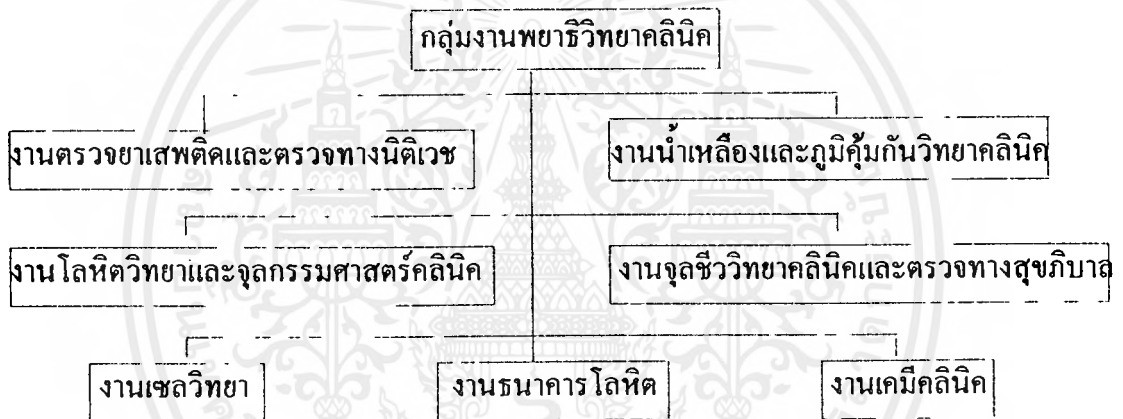 กลุ่มงานพยาธิวิทยาคลินิค
งานตรวจยาเสพติดและตรวจทางนิติเวช
งานน้ำเหลืองและภูมิคุ้มกันวิทยาคลินิค
งานโลหิตวิทยาและจุลกรรมศาสตร์คลินิค
งานจุลชีววิทยาคลินิคและตรวจทางสุขภิบาล
งานเซลวิทยา
งานธนาคารโลหิต
งานเคมีคลินิค